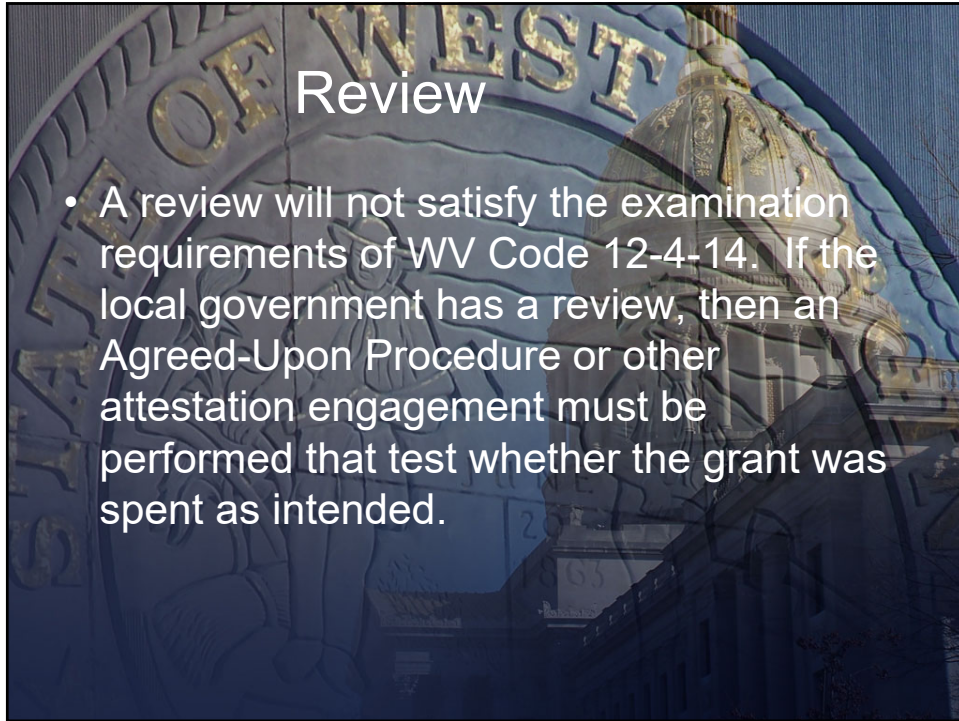 STATE OF WEST
Review
• A review will not satisfy the examination
requirements of WV Code 12-4-14. If the
local government has a review, then an
Agreed-Upon Procedure or other
attestation engagement must be
performed that test whether the grant was
spent as intended.
1863